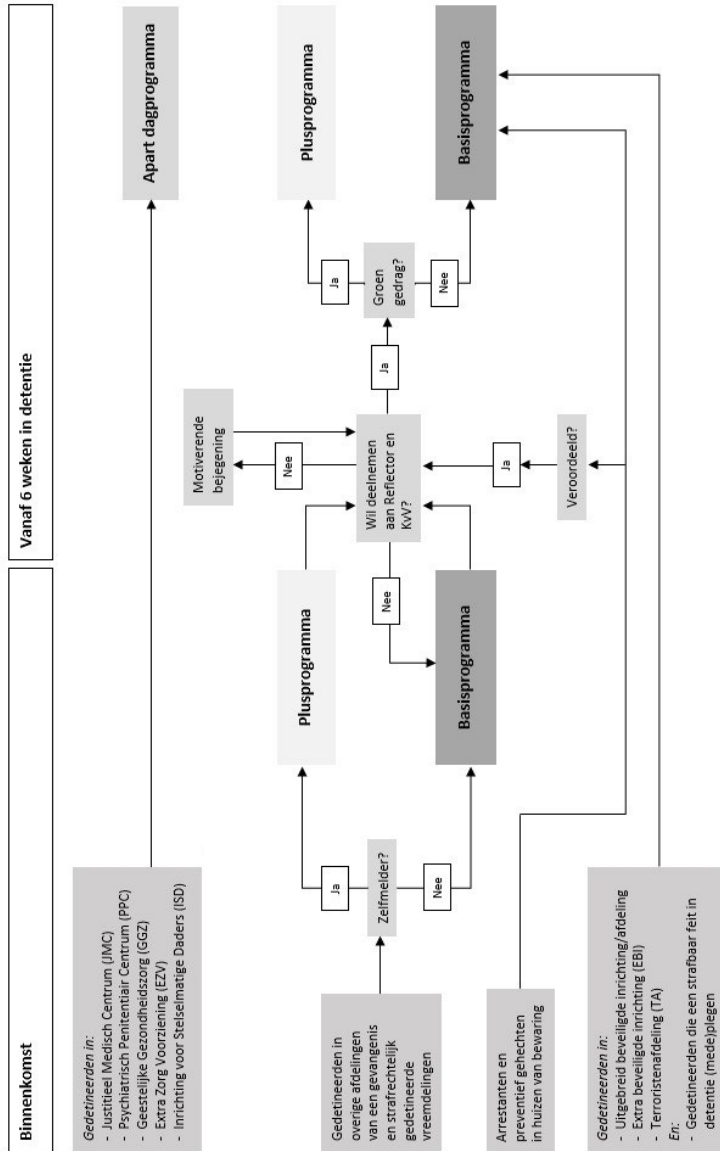 Binnenkomst
Vanaf 6 weken in detentie
Gedetineerden in:
- Justitieel Medisch Centrum (JMC)
- Psychiatrisch Penitentiair Centrum (PPC)
- Geestelijke Gezondheidszorg (GGZ)
- Extra Zorg Voorziening (EZV)
- Inrichting voor Stelselmatige Daders (ISD)
Apart dagprogramma
Gedetineerden in
overige afdelingen
van een gevangenis
en strafrechtelijk
gedetineerde
vreemdelingen
Zelfmelder?
Ja
Nee
Plusprogramma
Basisprogramma
Nee
Wil deelnemen
aan Reflector en
KvV?
Nee
Motiverende
bejegening
Ja
Groen
gedrag?
Ja
Nee
Plusprogramma
Basisprogramma
Arrestanten en
preventief gehechten
in huizen van bewaring
Veroordeeld?
Ja
Gedetineerden in:
- Uitgebreid beveiligde inrichting/afdeling
- Extra beveiligde inrichting (EBI)
- Terroristenafdeling (TA)
En:
- Gedetineerden die een strafbaar feit in
detentie (mede)plegen